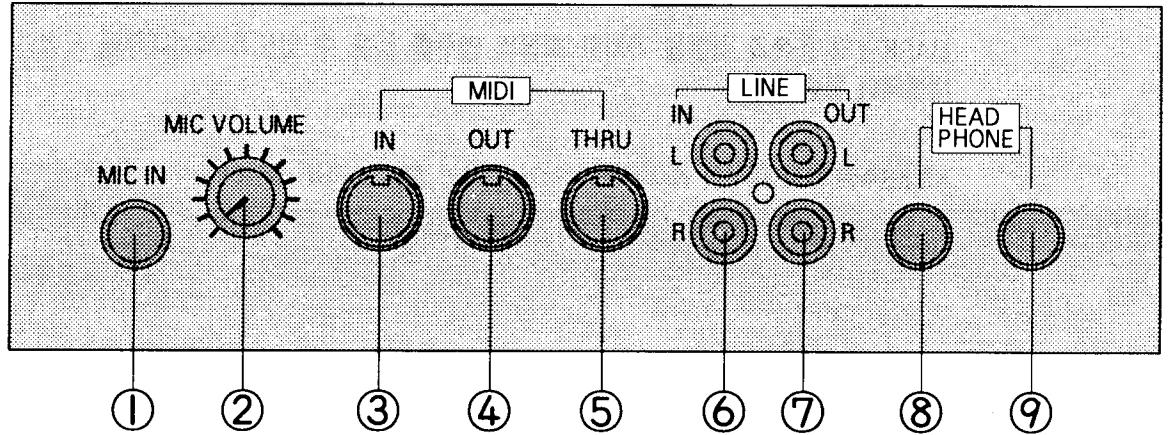 MIDI
LINE
IN OUT
HEAD
PHONE
MIC VOLUME
IN OUT THRU
L L
MIC IN
R R
① ② ③ ④ ⑤ ⑥ ⑦ ⑧ ⑨